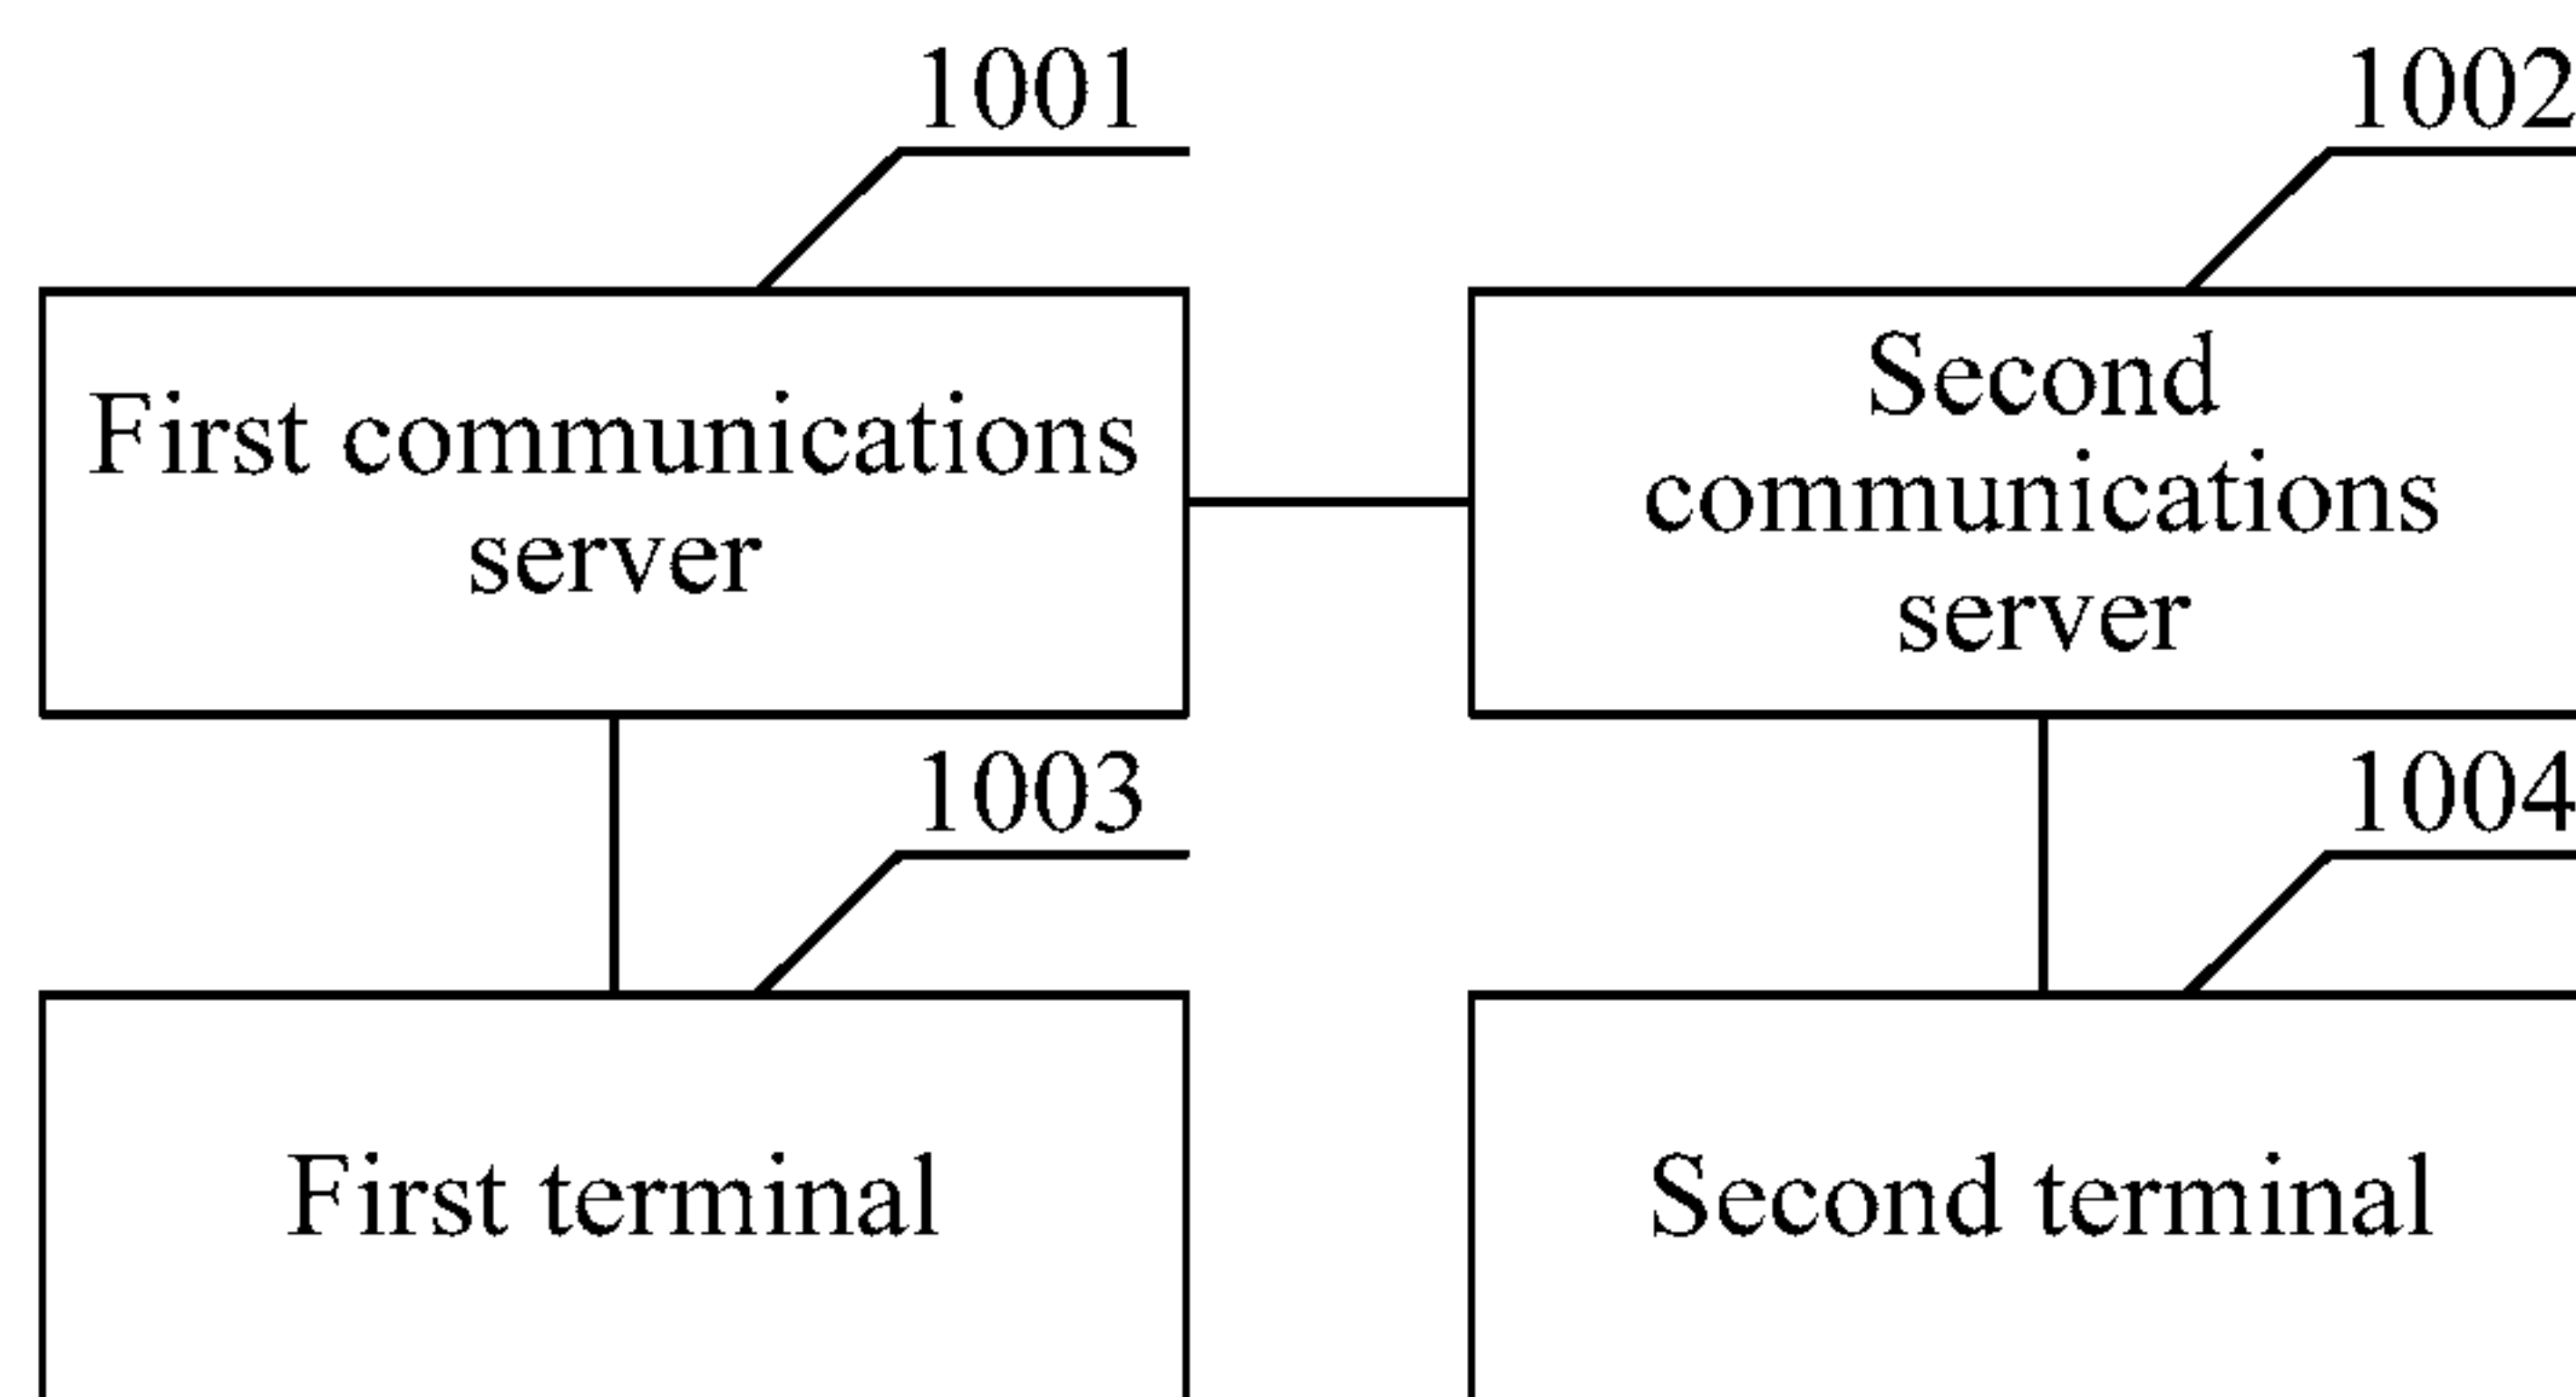 1001
1002
First communications
server
Second
communications
server
1003
1004
First terminal
Second terminal